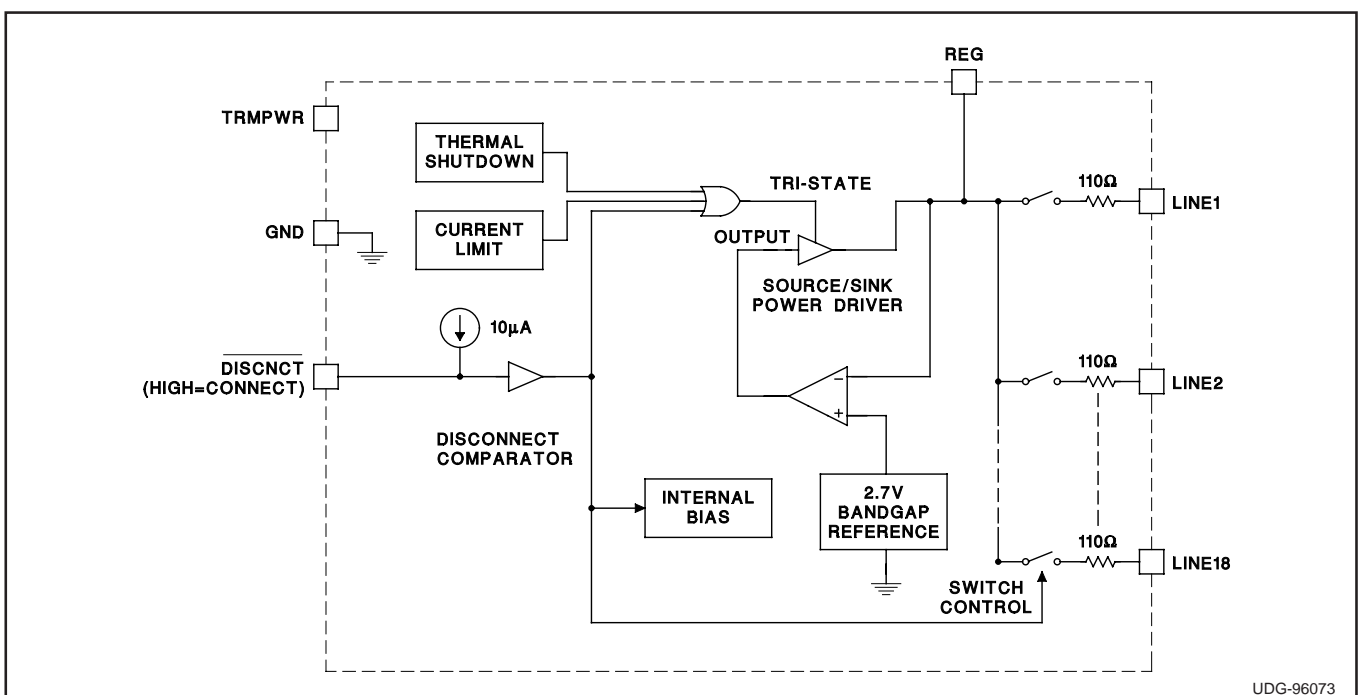 REG
TRMPWR
THERMAL
SHUTDOWN
TRI-STATE
110Ω
LINE1
GND
CURRENT
LIMIT
OUTPUT
SOURCE/SINK
POWER DRIVER
10µA
DISCNCT
(HIGH=CONNECT)
110Ω
LINE2
−
+
DISCONNECT
COMPARATOR
INTERNAL
BIAS
2.7V
BANDGAP
REFERENCE
110Ω
LINE18
SWITCH
CONTROL
UDG-96073